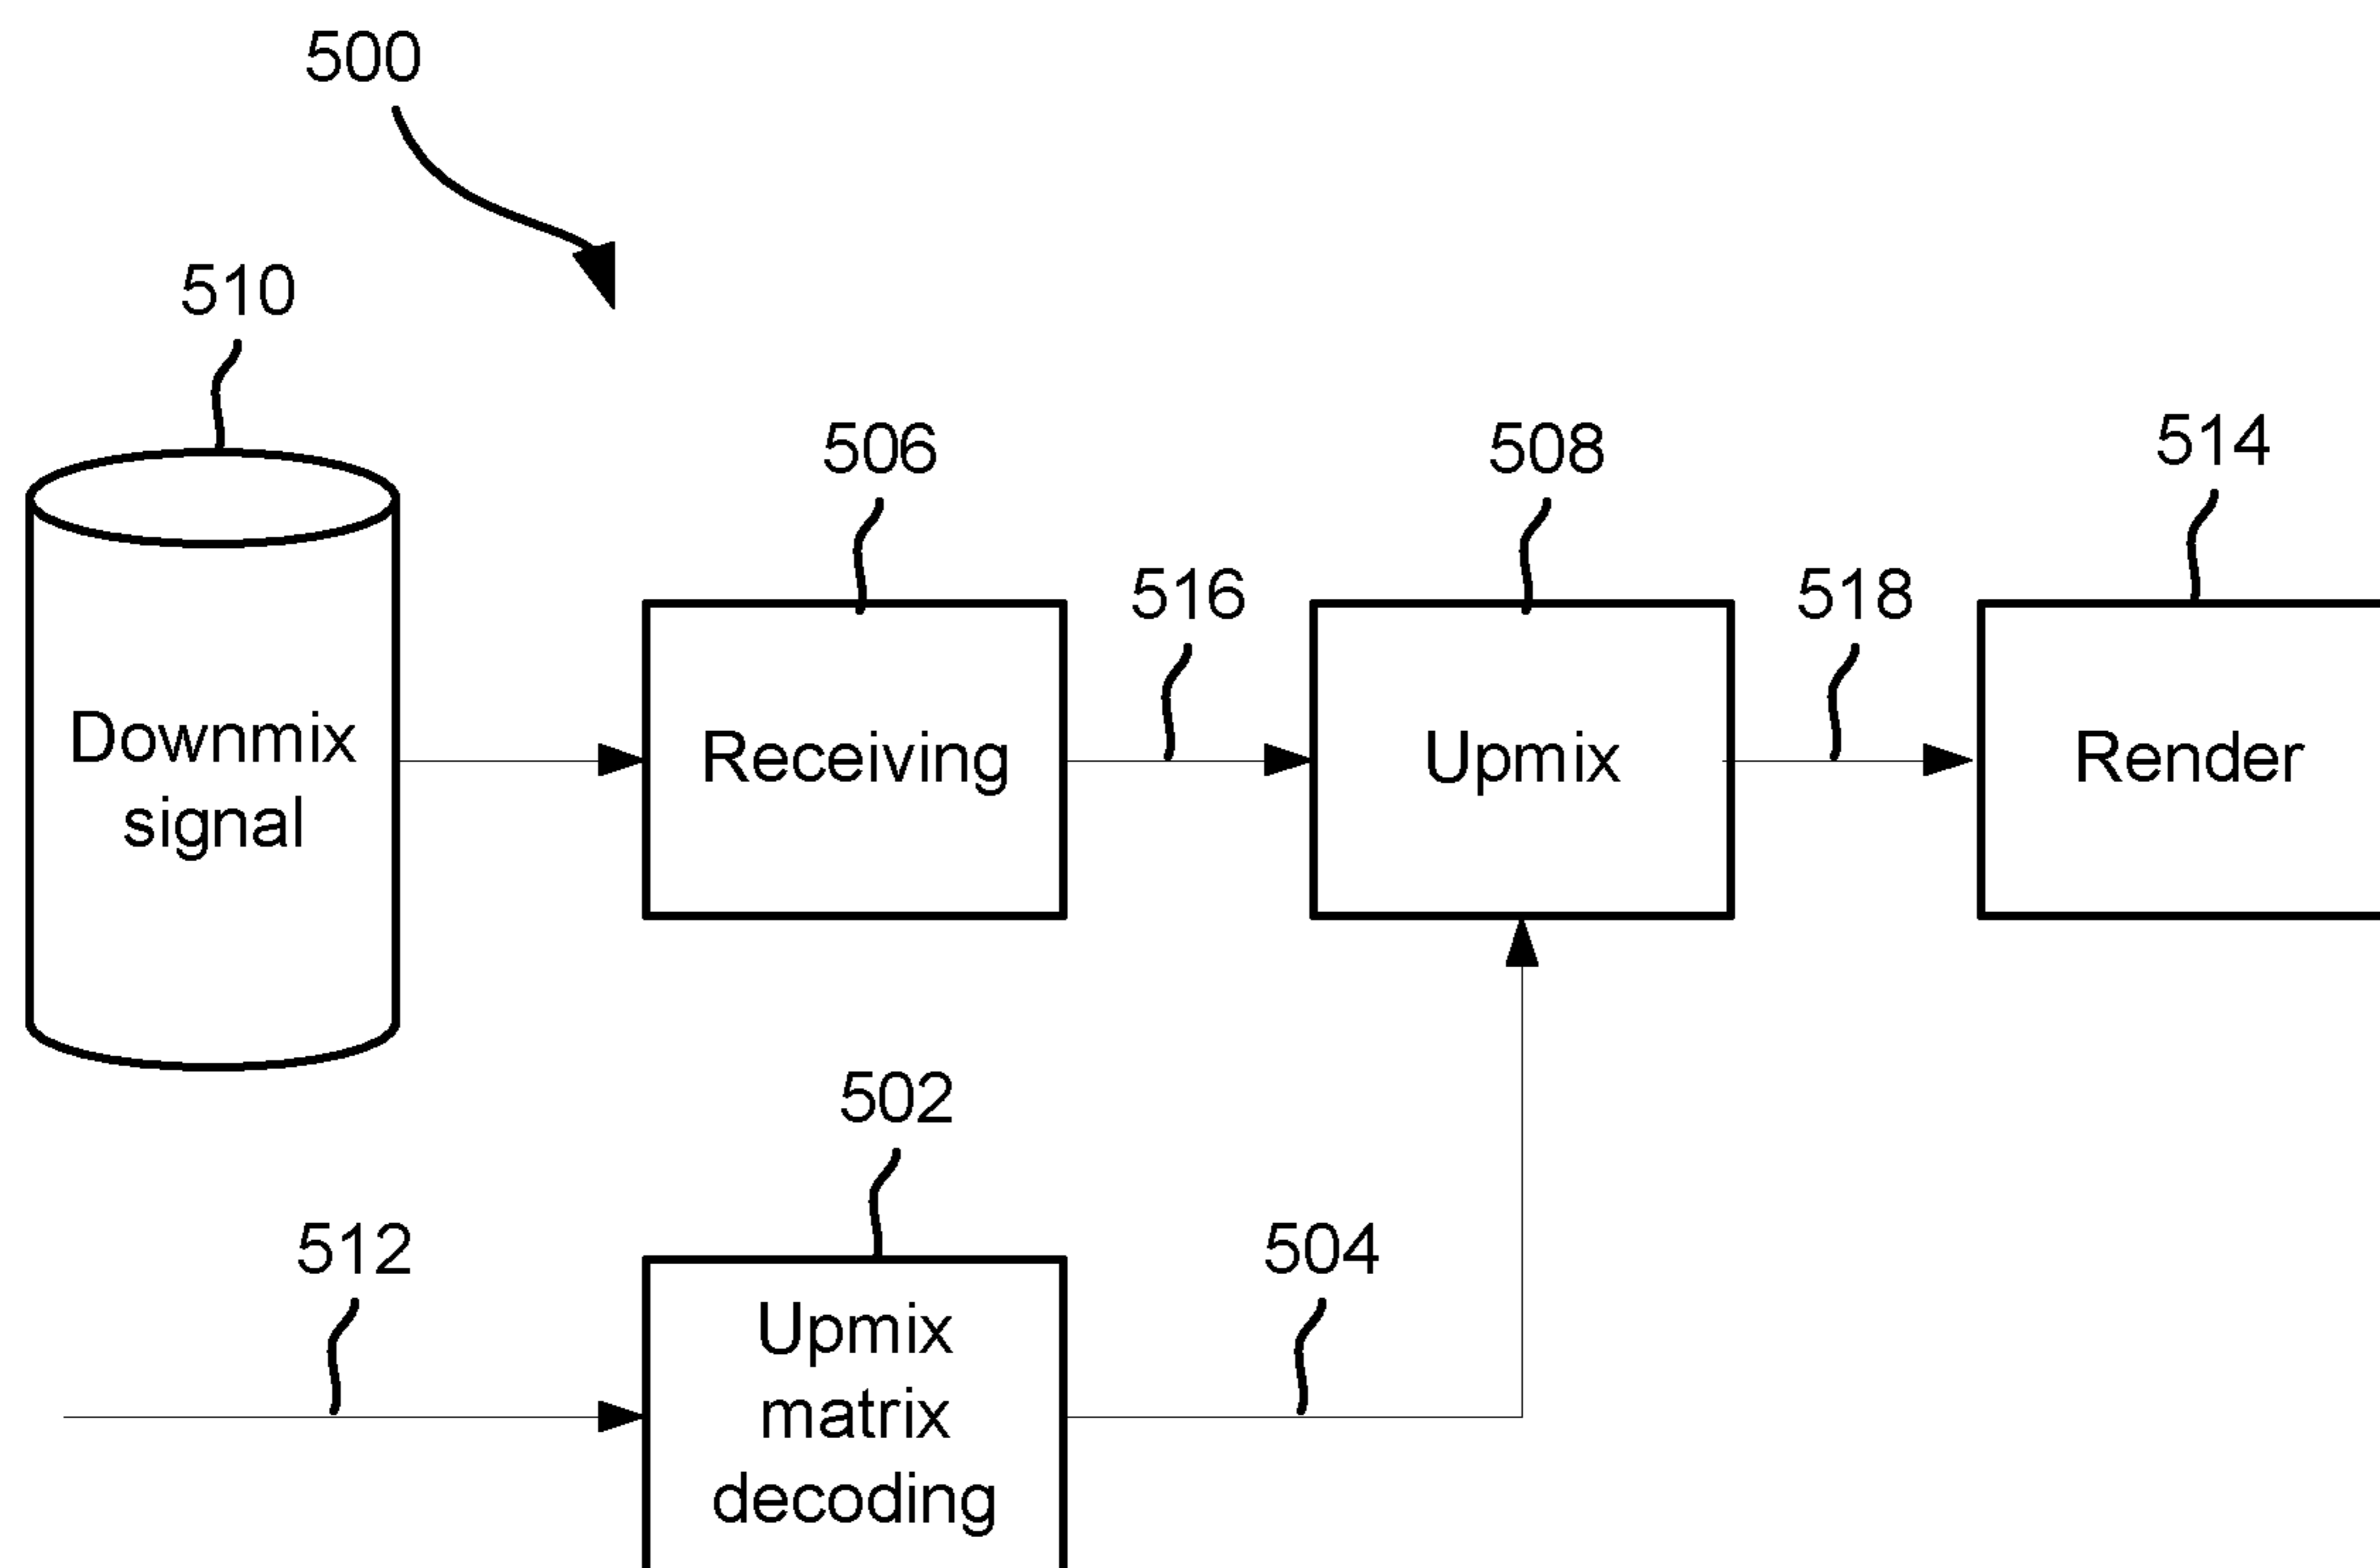 500
510
506
508
514
516
518
Downmix
signal
Receiving
Upmix
Render
502
512
504
Upmix
matrix
decoding